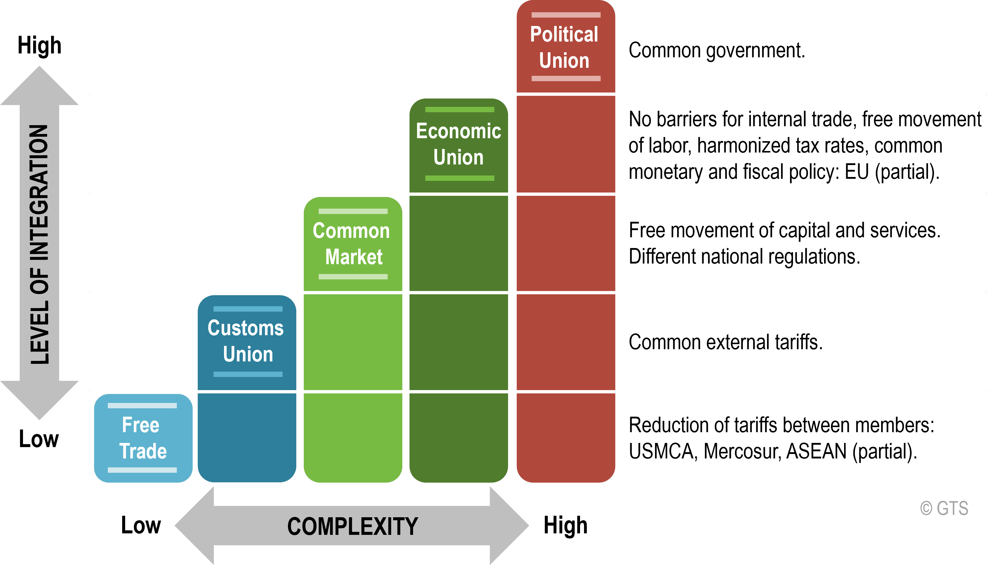 High
LEVEL OF INTEGRATION
Low
Political
Union
Common government.
Economic
Union
No barriers for internal trade, free movement
of labor, harmonized tax rates, common
monetary and fiscal policy: EU (partial).
Common
Market
Free movement of capital and services.
Different national regulations.
Customs
Union
Common external tariffs.
Free
Trade
Reduction of tariffs between members:
USMCA, Mercosur, ASEAN (partial).
Low
COMPLEXITY
High
© GTS